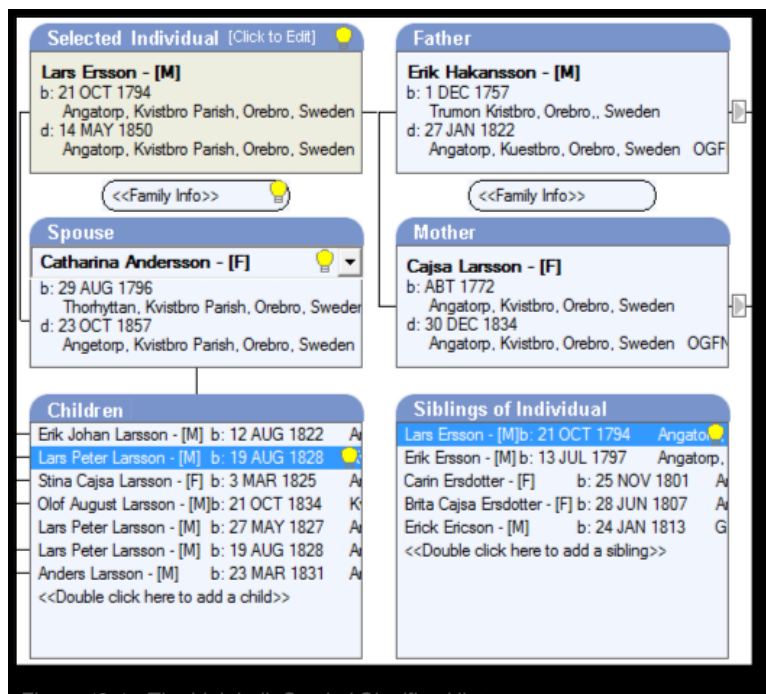 Selected Individual [Click to Edit]
Lars Ersson - [M]
b: 21 OCT 1794
Angatorp, Kvistbro Parish, Orebro, Sweden
d: 14 MAY 1850
Angatorp, Kvistbro Parish, Orebro, Sweden
<<Family Info>>
Spouse
Catharina Andersson - [F]
b: 29 AUG 1796
Thorhyttan, Kvistbro Parish, Orebro, Sweden
d: 23 OCT 1857
Angetorp, Kvistbro Parish, Orebro, Sweden
Children
Erik Johan Larsson - [M] b: 12 AUG 1822
Lars Peter Larsson - [M] b: 19 AUG 1828
Stina Cajsa Larsson - [F] b: 3 MAR 1825
Olof August Larsson - [M]b: 21 OCT 1834
Lars Peter Larsson - [M] b: 27 MAY 1827
Lars Peter Larsson - [M] b: 19 AUG 1828
Anders Larsson - [M] b: 23 MAR 1831
<<Double click here to add a child>>
Father
Erik Hakansson - [M]
b: 1 DEC 1757
Trumon Kristbro, Orebro,, Sweden
d: 27 JAN 1822
Angatorp, Kuestbro, Orebro, Sweden
<<Family Info>>
Mother
Cajsa Larsson - [F]
b: ABT 1772
Angatorp, Kvistbro, Orebro, Sweden
d: 30 DEC 1834
Angatorp, Kvistbro, Orebro, Sweden OGFN
Siblings of Individual
Lars Ersson - [M]b: 21 OCT 1794
Erik Ersson - [M] b: 13 JUL 1797 Angatorp,
Carin Ersdotter - [F] b: 25 NOV 1801
Brita Cajsa Ersdotter - [F] b: 28 JUN 1807
Erick Ericson - [M] b: 24 JAN 1813 G
<<Double click here to add a sibling>>